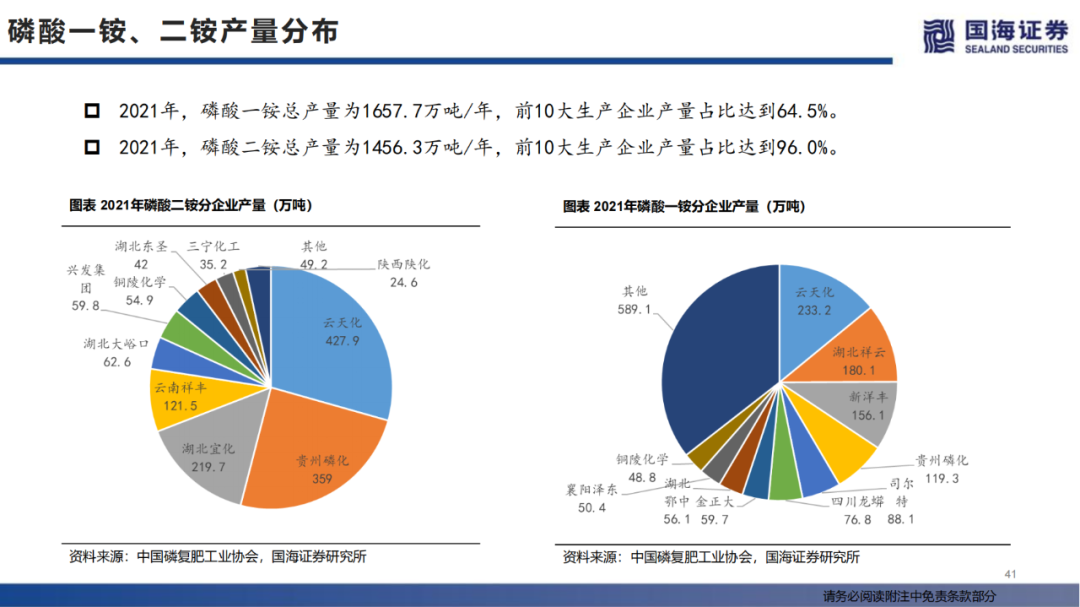 磷酸一铵、二铵产量分布
国海证券
SEALAND SECURITIES
2021年，磷酸一铵总产量为1657.7万吨/年，前10大生产企业产量占比达到64.5%。
2021年，磷酸二铵总产量为1456.3万吨/年，前10大生产企业产量占比达到96.0%。
图表 2021年磷酸二铵分企业产量（万吨）
湖北东圣
42
三宁化工
35.2
其他
49.2
陕西陕化
24.6
兴发集
团
59.8
铜陵化学
54.9
湖北大峪口
62.6
云南祥丰
121.5
湖北宜化
219.7
贵州磷化
359
云天化
427.9
资料来源：中国磷复肥工业协会，国海证券研究所
图表 2021年磷酸一铵分企业产量（万吨）
其他
589.1
云天化
233.2
湖北祥云
180.1
新洋丰
156.1
贵州磷化
119.3
司尔
特
88.1
四川龙蟒
76.8
金正大
59.7
湖北
鄂中
56.1
襄阳泽东
50.4
铜陵化学
48.8
资料来源：中国磷复肥工业协会，国海证券研究所
41
请务必阅读附注中免责条款部分